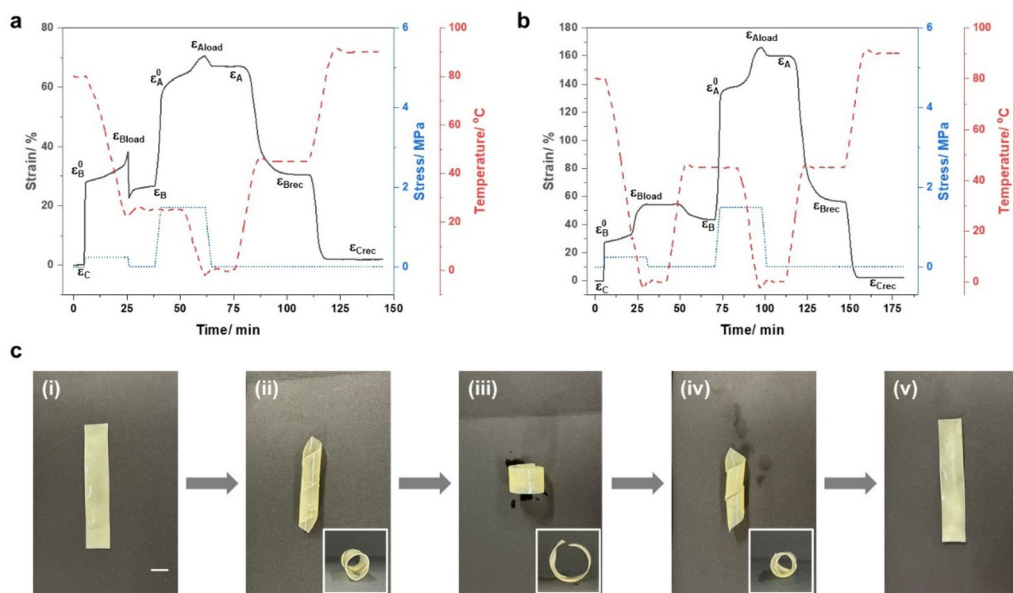 a
80
60
40
20
0
Strain/ %
0
25
50
75
100
125
145
Time/ min
6
4
2
0
Stress/ MPa
100
80
60
40
20
0
Temperature/ °C
ε_C
ε_B^0
ε_Bload
ε_B
ε_A^0
ε_Aload
ε_A
ε_Brec
ε_Crec
b
180
160
140
120
100
80
60
40
20
0
Strain/ %
0
25
50
75
100
125
150
175
Time/ min
6
4
2
0
Stress/ MPa
100
80
60
40
20
0
Temperature/ °C
ε_C
ε_B^0
ε_Bload
ε_B
ε_A^0
ε_Aload
ε_A
ε_Brec
ε_Crec
c
(i)
(ii)
(iii)
(iv)
(v)